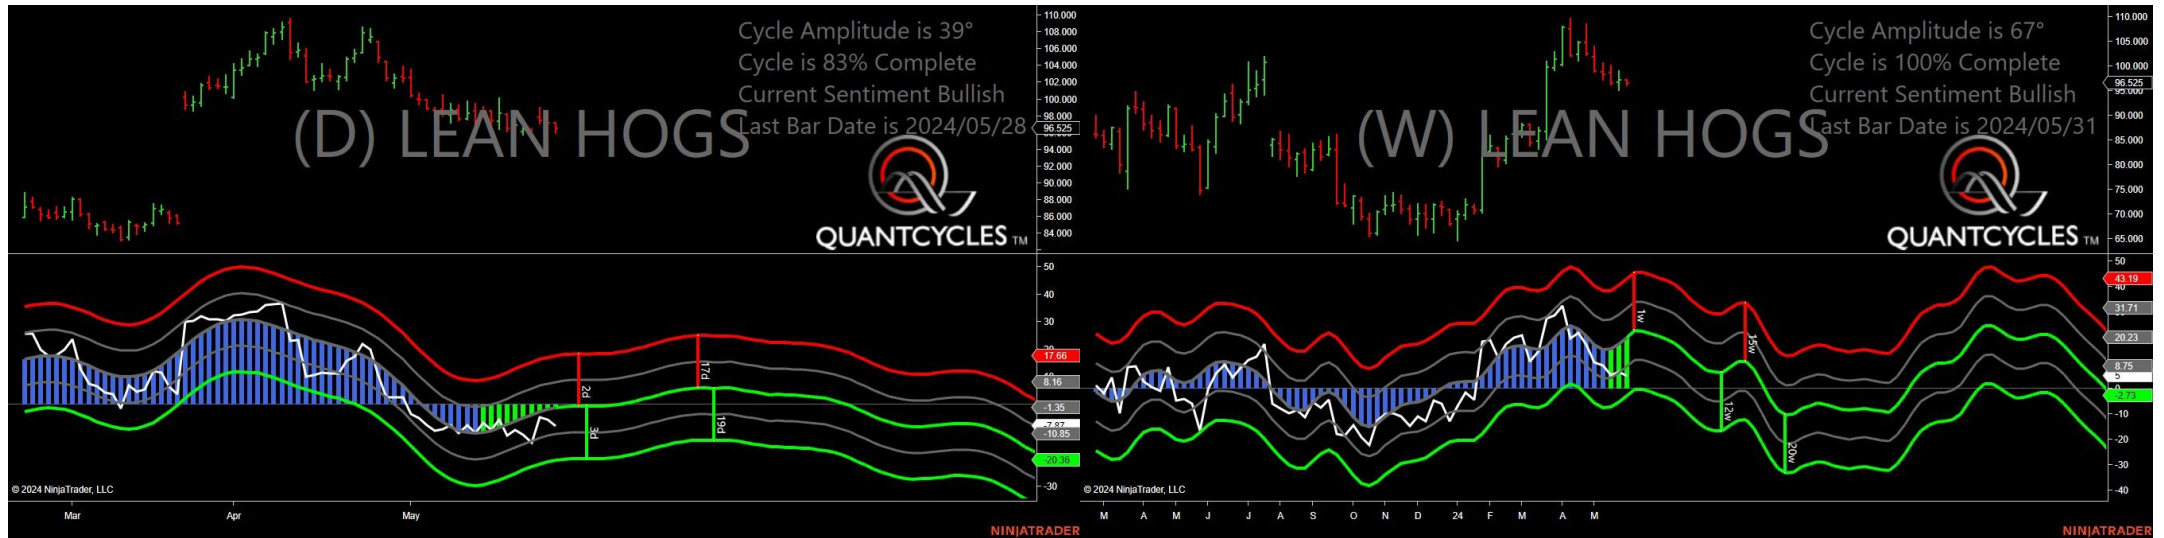 Cycle Amplitude is 39°
Cycle is 83% Complete
Current Sentiment Bullish
Last Bar Date is 2024/05/28
(D) LEAN HOGS
QUANTCYCLES TM
110.000
108.000
106.000
104.000
102.000
100.000
98.000
96.525
94.000
92.000
90.000
88.000
86.000
84.000
50
40
30
17.66
8.16
-1.35
-7.87
-10.85
-20.36
-30
2d
3d
17d
19d
© 2024 NinjaTrader, LLC
Mar
Apr
May
NINJATRADER
Cycle Amplitude is 67°
Cycle is 100% Complete
Current Sentiment Bullish
Last Bar Date is 2024/05/31
(W) LEAN HOGS
QUANTCYCLES TM
110.000
105.000
100.000
96.525
95.000
90.000
85.000
80.000
75.000
70.000
65.000
50
43.19
40
31.71
20.23
8.75
5
-2.73
-10
-20
-30
-40
1w
15w
12w
20w
© 2024 NinjaTrader, LLC
M A M J J A S O N D 24 F M A M
NINJATRADER